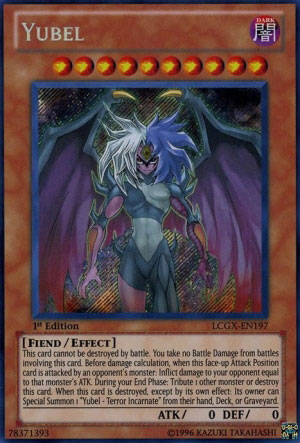 YUBEL
DARK
闇
1st Edition
LCGX-EN197
[FIEND / EFFECT]
This card cannot be destroyed by battle. You take no Battle Damage from battles
involving this card. Before damage calculation, when this face-up Attack Position
card is attacked by an opponent's monster: Inflict damage to your opponent equal
to that monster's ATK. During your End Phase: Tribute 1 other monster or destroy
this card. When this card is destroyed, except by its own effect: Its owner can
Special Summon 1 "Yubel - Terror Incarnate" from their hand, Deck, or Graveyard.
ATK/ 0 DEF/ 0
78371393
©1996 KAZUKI TAKAHASHI